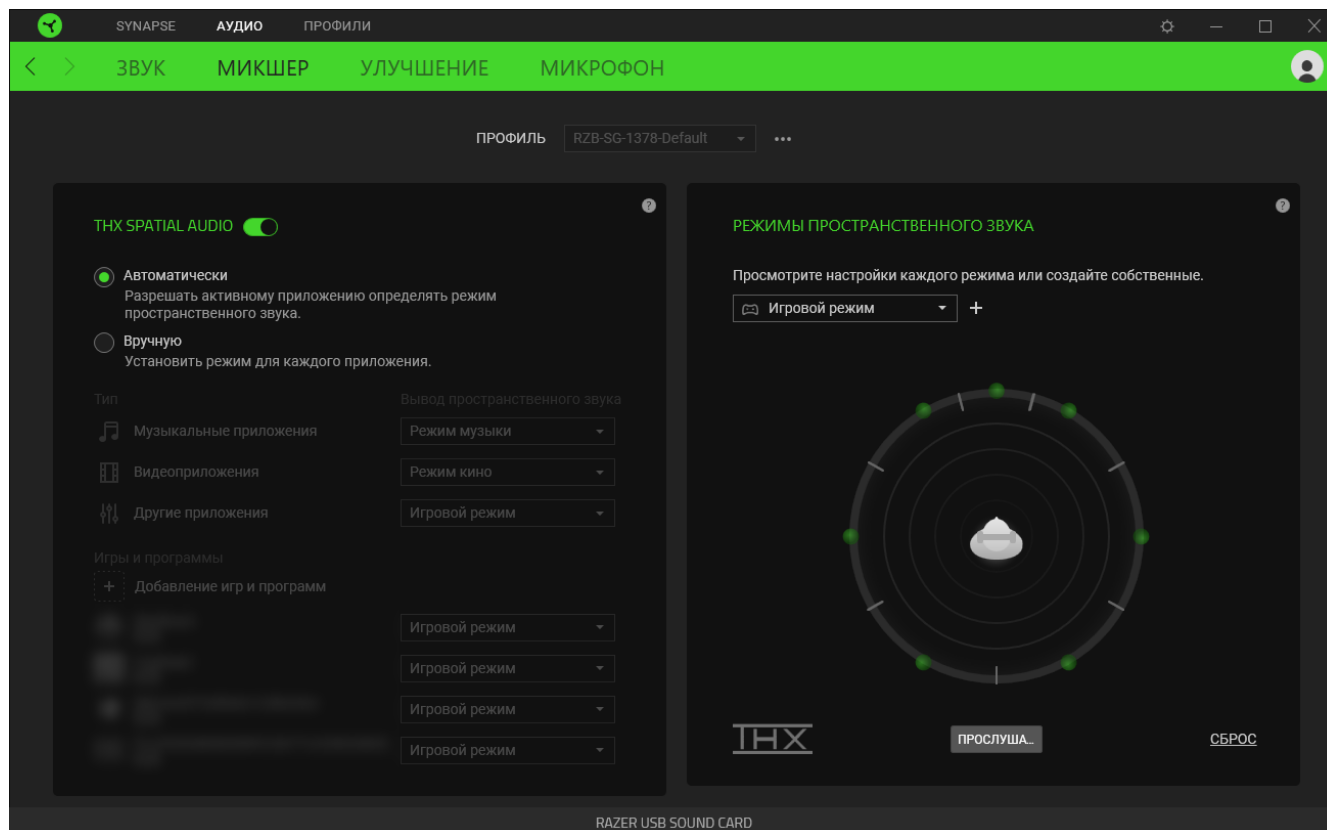 SYNAPSE АУДИО ПРОФИЛИ
ЗВУК МИКШЕР УЛУЧШЕНИЕ МИКРОФОН
ПРОФИЛЬ RZB-SG-1378-Default
THX SPATIAL AUDIO
Автоматически
Разрешать активному приложению определять режим
пространственного звука.
Вручную
Установить режим для каждого приложения.
Тип Вывод пространственного звука
Музыкальные приложения Режим музыки
Видеоприложения Режим кино
Другие приложения Игровой режим
Игры и программы
Добавление игр и программ
Игровой режим
Игровой режим
Игровой режим
Игровой режим
РЕЖИМЫ ПРОСТРАНСТВЕННОГО ЗВУКА
Просмотрите настройки каждого режима или создайте собственные.
Игровой режим
THX ПРОСЛУША... СБРОС
RAZER USB SOUND CARD